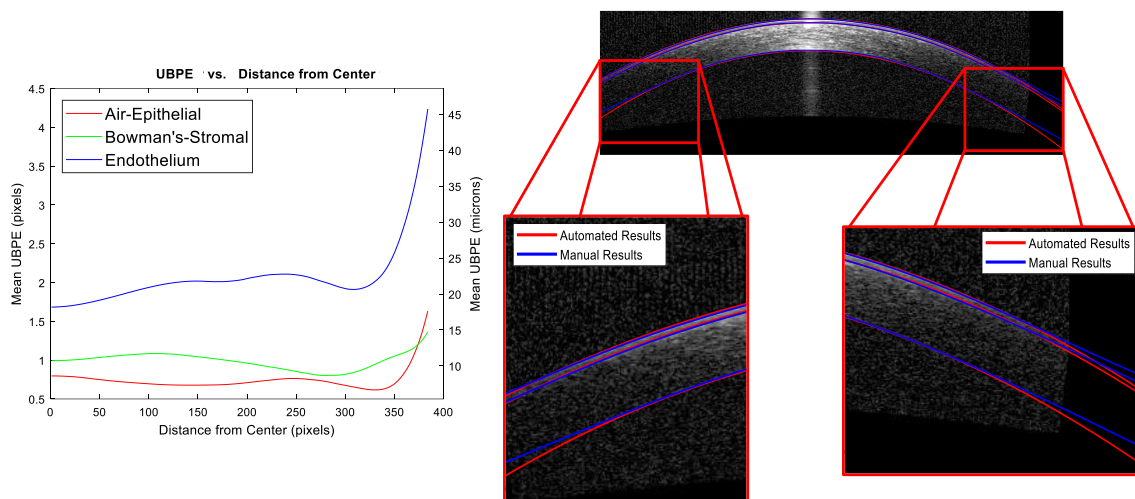 UBPE vs. Distance from Center
4.5
4
3.5
3
2.5
2
1.5
1
0.5
Mean UBPE (pixels)
Air-Epithelial
Bowman's-Stromal
Endothelium
45
40
35
30
25
20
15
10
Mean UBPE (microns)
0 50 100 150 200 250 300 350 400
Distance from Center (pixels)
Automated Results
Manual Results
Automated Results
Manual Results